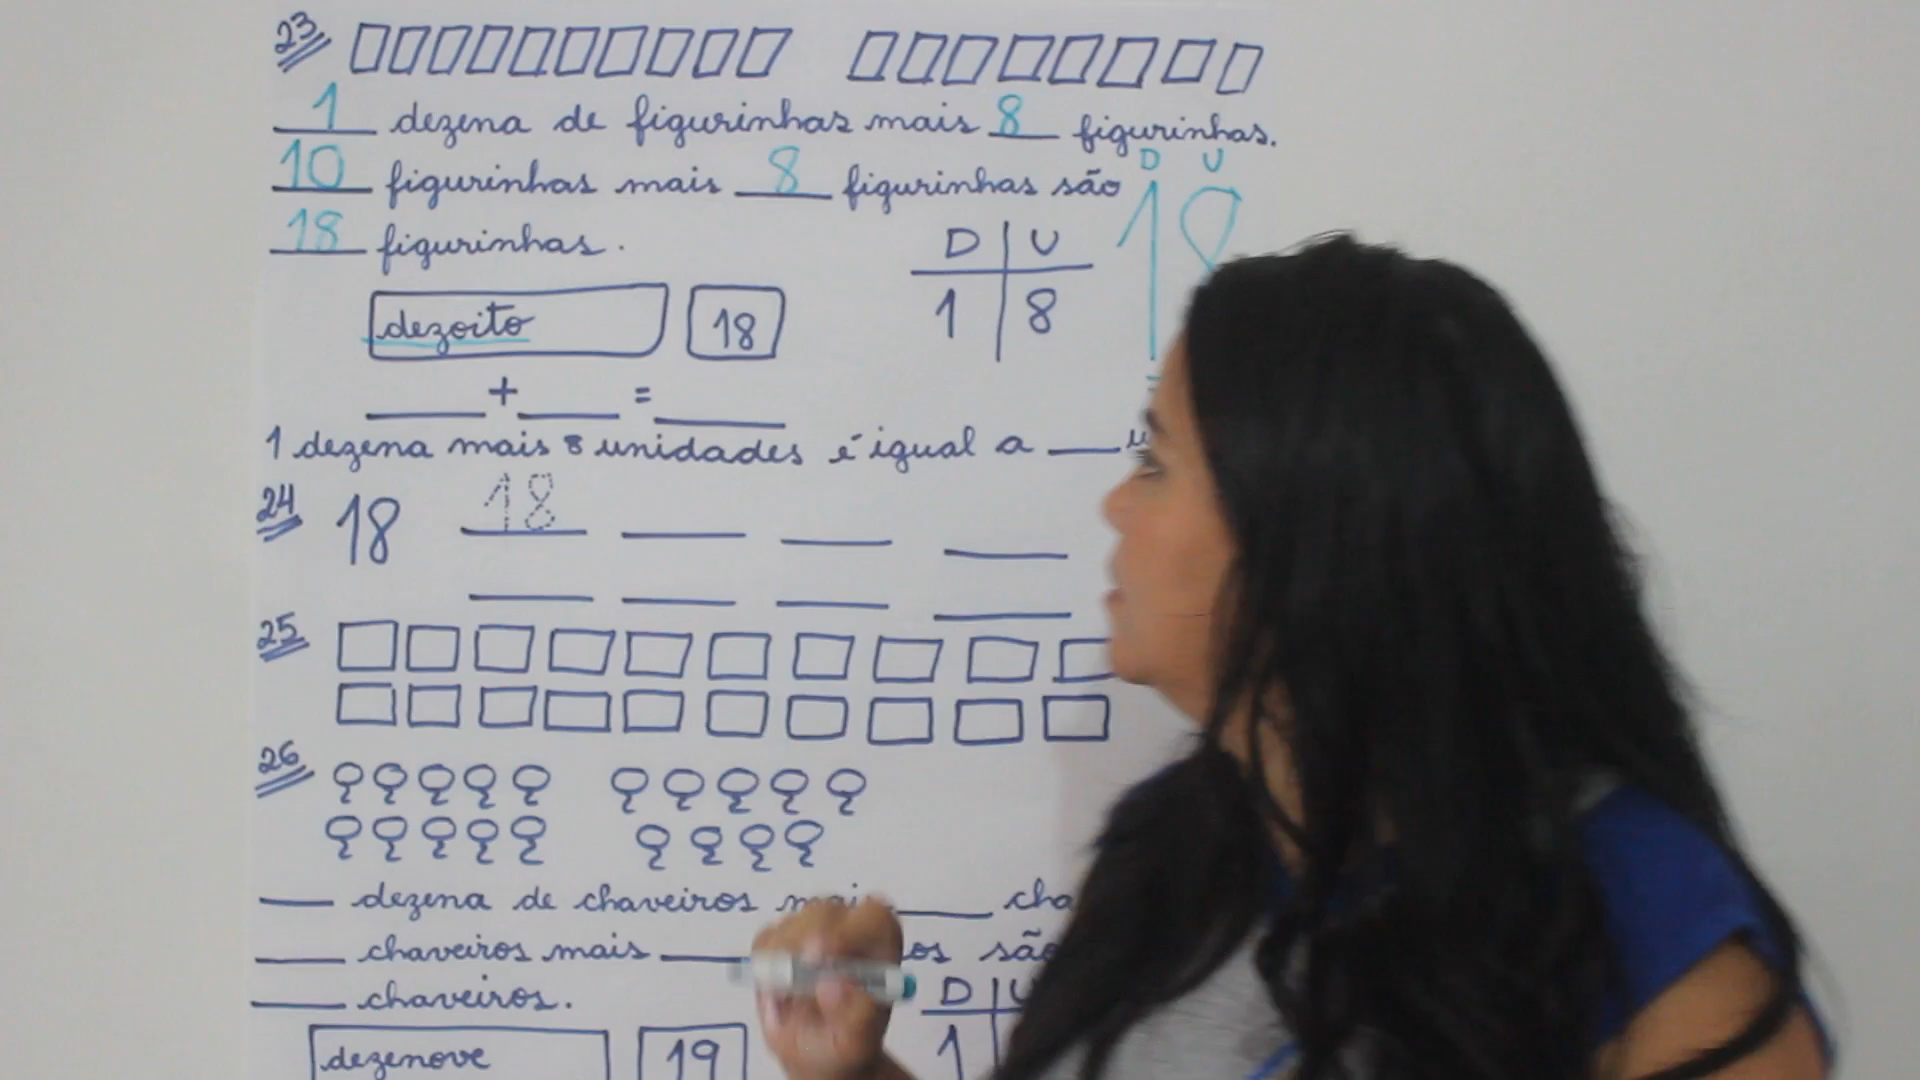 23
1 dezena de figurinhas mais 8 figurinhas.
10 figurinhas mais 8 figurinhas são
18 figurinhas.
D U
18
D U
1 8
dezoito 18
___ + ___ = ___
1 dezena mais 8 unidades é igual a ___
24 18 18 ___ ___ ___
___ ___ ___ ___
25
26
___ dezena de chaveiros mais ___
___ chaveiros mais ___ são
___ chaveiros.
D U
1
dezenove 19